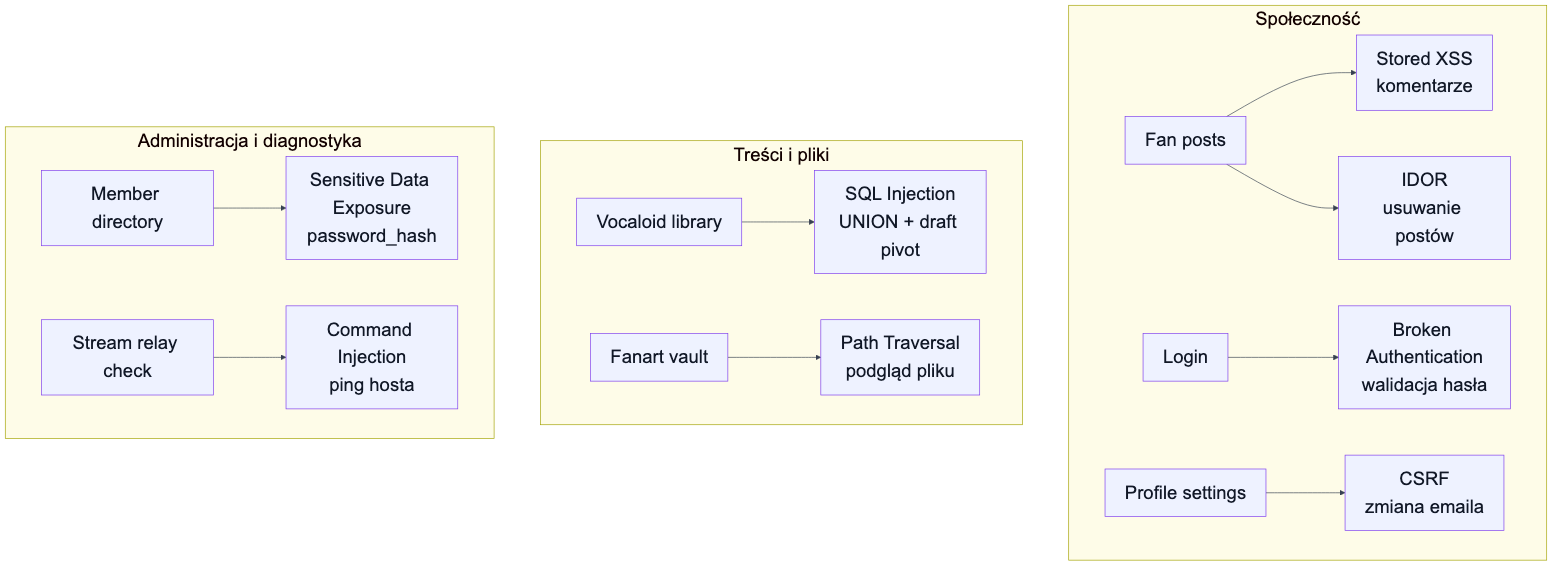 Administracja i diagnostyka
Member
directory
Sensitive Data
Exposure
password_hash
Stream relay
check
Command
Injection
ping hosta
Treści i pliki
Vocaloid library
SQL Injection
UNION + draft
pivot
Fanart vault
Path Traversal
podgląd pliku
Społeczność
Fan posts
Stored XSS
komentarze
IDOR
usuwanie
postów
Login
Broken
Authentication
walidacja hasła
Profile settings
CSRF
zmiana emaila